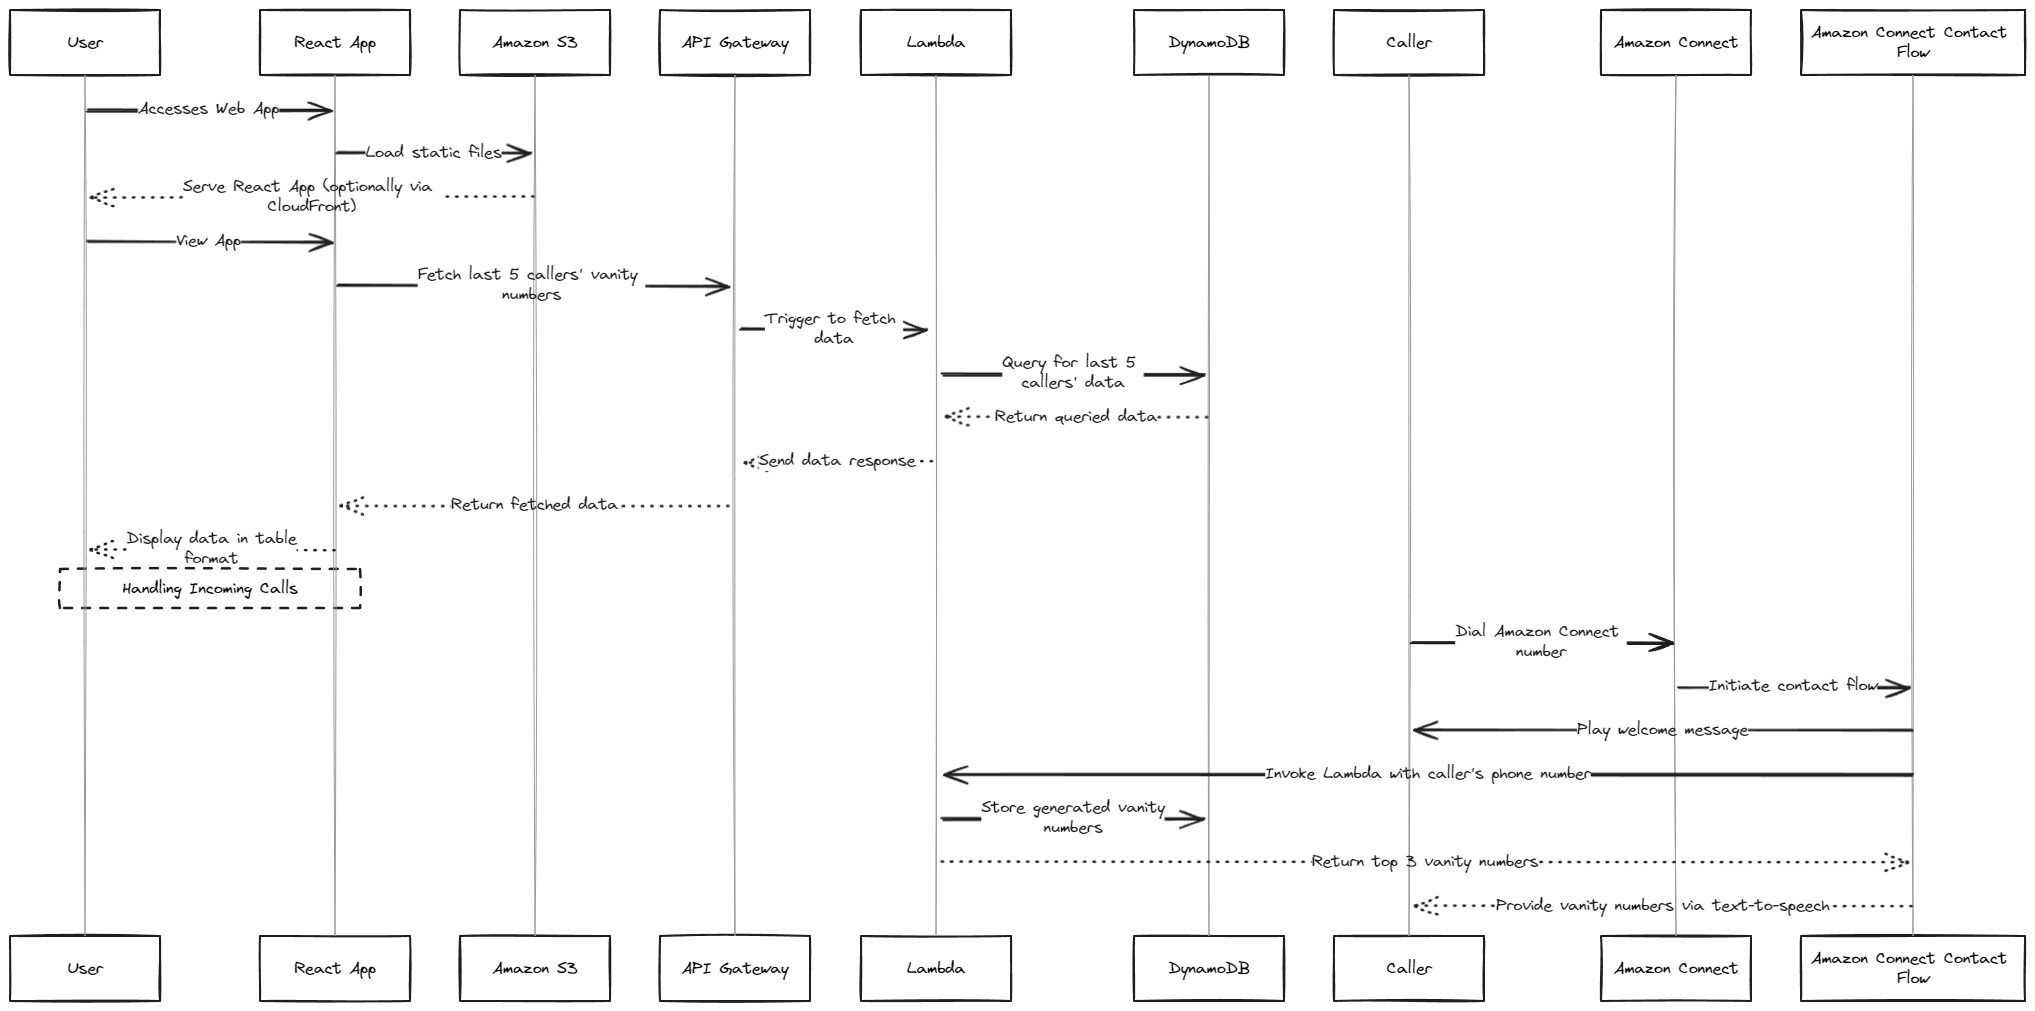 User
React App
Amazon S3
API Gateway
Lambda
DynamoDB
Caller
Amazon Connect
Amazon Connect Contact
Flow
Accesses Web App
Load static files
Serve React App (optionally via
CloudFront)
View App
Fetch last 5 callers' vanity
numbers
Trigger to fetch
data
Query for last 5
callers' data
Return queried data
Send data response
Return fetched data
Display data in table
format
Handling Incoming Calls
Dial Amazon Connect
number
Initiate contact flow
Play welcome message
Invoke Lambda with caller's phone number
Store generated vanity
numbers
Return top 3 vanity numbers
Provide vanity numbers via text-to-speech
User
React App
Amazon S3
API Gateway
Lambda
DynamoDB
Caller
Amazon Connect
Amazon Connect Contact
Flow